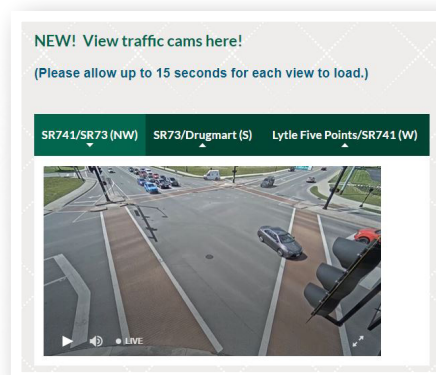 NEW! View traffic cams here!
(Please allow up to 15 seconds for each view to load.)
SR741/SR73 (NW) SR73/Drugmart (S) Lytle Five Points/SR741 (W)
LIVE